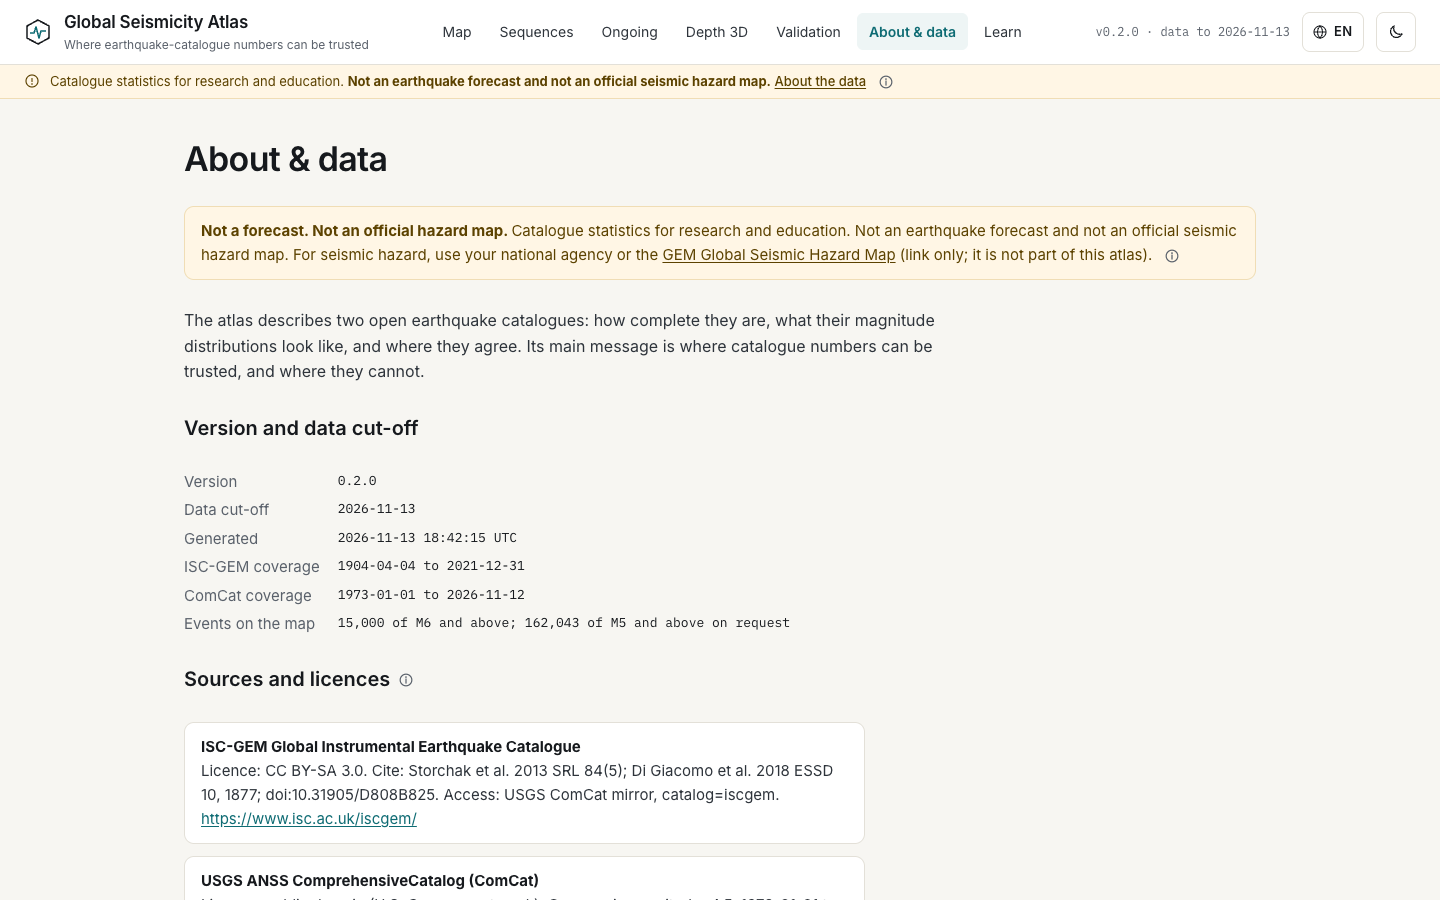 Global Seismicity Atlas
Where earthquake-catalogue numbers can be trusted
Map Sequences Ongoing Depth 3D Validation About & data Learn
v0.2.0 · data to 2026-11-13 EN
Catalogue statistics for research and education. Not an earthquake forecast and not an official seismic hazard map. About the data
About & data
Not a forecast. Not an official hazard map. Catalogue statistics for research and education. Not an earthquake forecast and not an official seismic
hazard map. For seismic hazard, use your national agency or the GEM Global Seismic Hazard Map (link only; it is not part of this atlas).
The atlas describes two open earthquake catalogues: how complete they are, what their magnitude
distributions look like, and where they agree. Its main message is where catalogue numbers can be
trusted, and where they cannot.
Version and data cut-off
Version 0.2.0
Data cut-off 2026-11-13
Generated 2026-11-13 18:42:15 UTC
ISC-GEM coverage 1904-04-04 to 2021-12-31
ComCat coverage 1973-01-01 to 2026-11-12
Events on the map 15,000 of M6 and above; 162,043 of M5 and above on request
Sources and licences
ISC-GEM Global Instrumental Earthquake Catalogue
Licence: CC BY-SA 3.0. Cite: Storchak et al. 2013 SRL 84(5); Di Giacomo et al. 2018 ESSD
10, 1877; doi:10.31905/D808B825. Access: USGS ComCat mirror, catalog=iscgem.
https://www.isc.ac.uk/iscgem/
USGS ANSS ComprehensiveCatalog (ComCat)